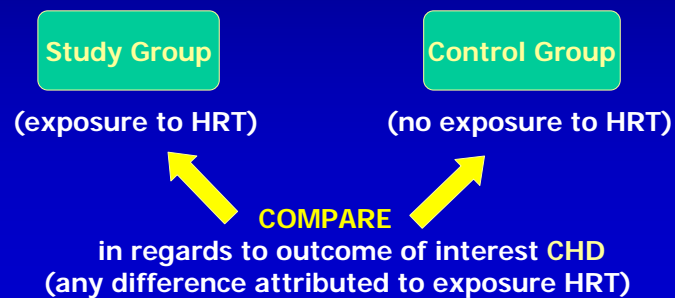 Study Group
Control Group
(exposure to HRT)
(no exposure to HRT)
COMPARE
in regards to outcome of interest CHD
(any difference attributed to exposure HRT)